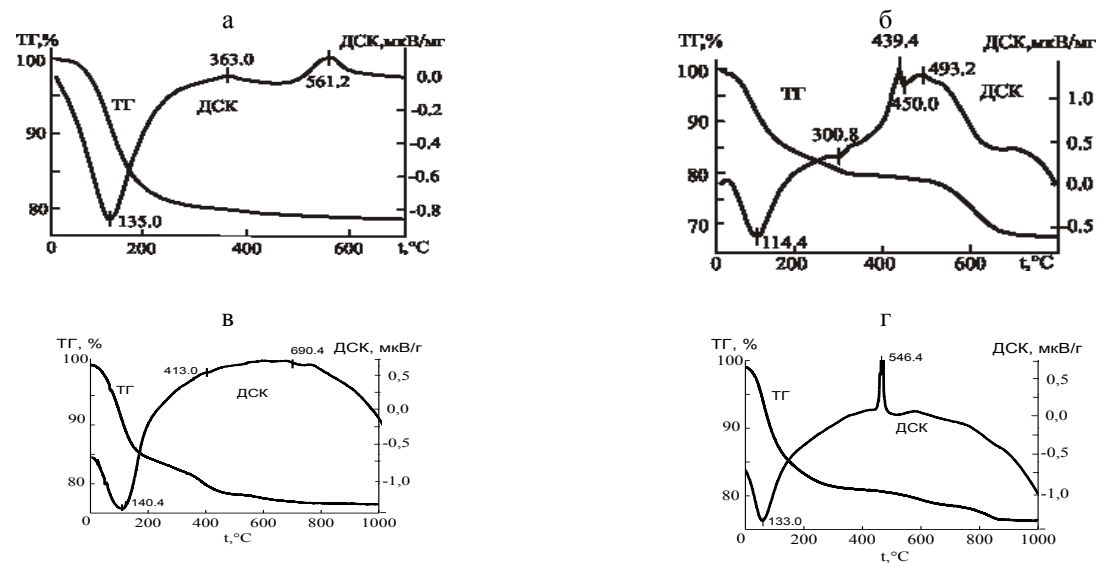 а
ТГ,%
ДСК,мкВ/мг
100
90
80
363.0
561,2
ТГ
ДСК
135.0
0.0
-0.2
-0.4
-0.6
-0.8
0
200
400
600
t,°C
б
ТГ,%
ДСК,мкВ/мг
100
90
80
70
439.4
493,2
450.0
300.8
114,4
ТГ
ДСК
1.0
0.5
0.0
-0.5
0
200
400
600
t,°C
в
ТГ, %
ДСК, мкВ/г
100
90
80
413.0
690.4
ТГ
ДСК
140.4
0,5
0,0
-0,5
-1,0
0
200
400
600
800
1000
t,°C
г
ТГ, %
ДСК, мкВ/г
100
90
80
546.4
ТГ
ДСК
133.0
0,5
0,0
-0,5
-1,0
0
200
400
600
800
1000
t,°C